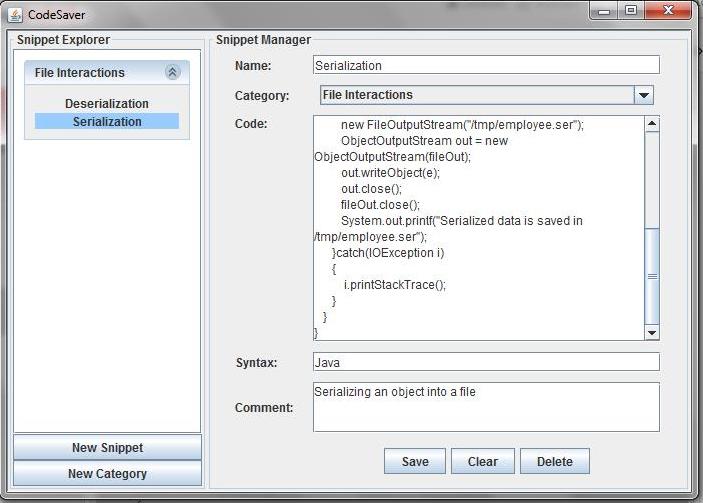 CodeSaver
Snippet Explorer
File Interactions
Deserialization
Serialization
New Snippet
New Category
Snippet Manager
Name:
Serialization
Category:
File Interactions
Code:
new FileOutputStream("/tmp/employee.ser");
ObjectOutputStream out = new
ObjectOutputStream(fileOut);
out.writeObject(e);
out.close();
fileOut.close();
System.out.printf("Serialized data is saved in
/tmp/employee.ser");
}catch(IOException i)
{
i.printStackTrace();
}
}
}
Syntax:
Java
Comment:
Serializing an object into a file
Save
Clear
Delete